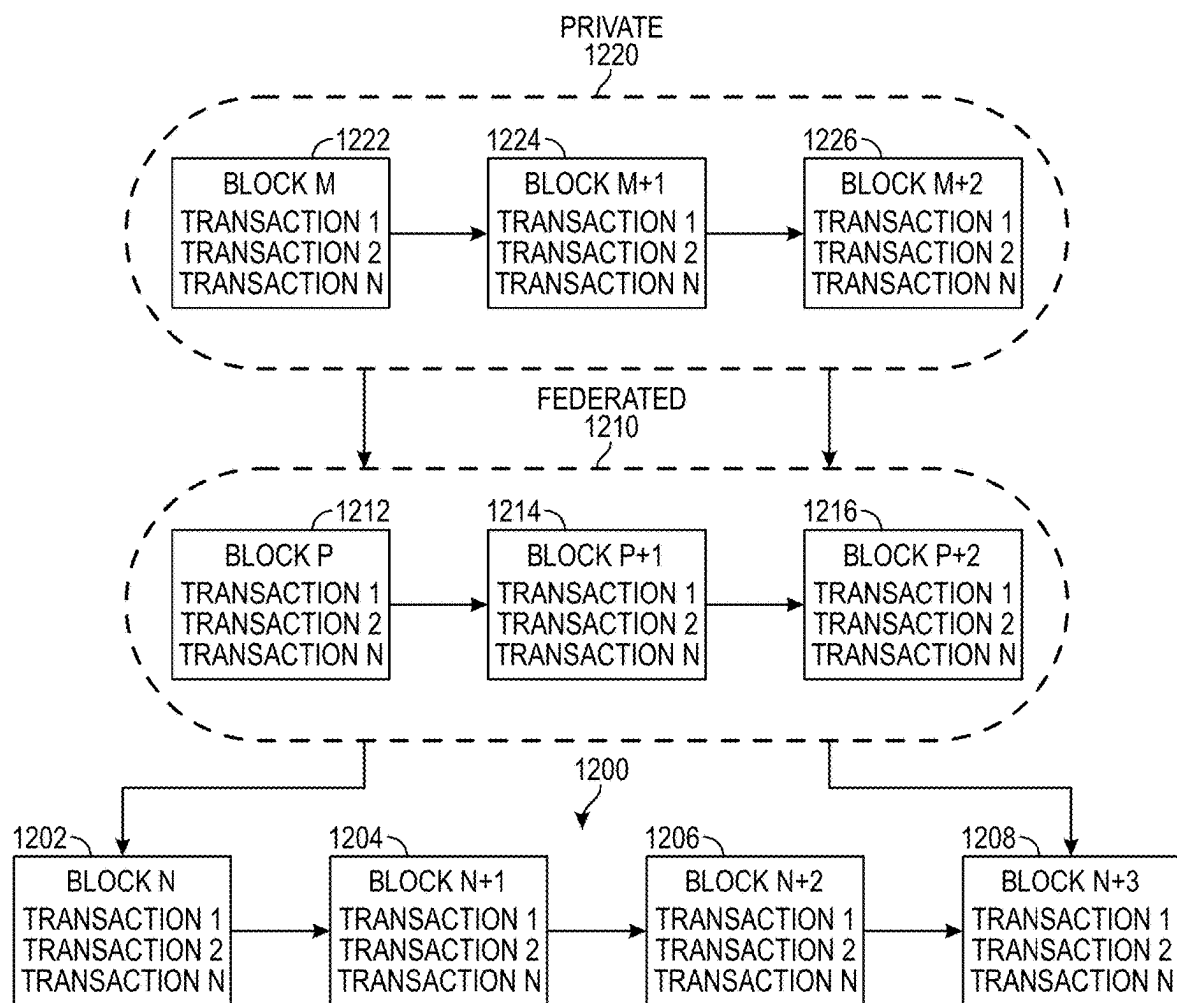 PRIVATE
1220
1222
BLOCK M
TRANSACTION 1
TRANSACTION 2
TRANSACTION N
1224
BLOCK M+1
TRANSACTION 1
TRANSACTION 2
TRANSACTION N
1226
BLOCK M+2
TRANSACTION 1
TRANSACTION 2
TRANSACTION N
FEDERATED
1210
1212
BLOCK P
TRANSACTION 1
TRANSACTION 2
TRANSACTION N
1214
BLOCK P+1
TRANSACTION 1
TRANSACTION 2
TRANSACTION N
1216
BLOCK P+2
TRANSACTION 1
TRANSACTION 2
TRANSACTION N
1200
1202
BLOCK N
TRANSACTION 1
TRANSACTION 2
TRANSACTION N
1204
BLOCK N+1
TRANSACTION 1
TRANSACTION 2
TRANSACTION N
1206
BLOCK N+2
TRANSACTION 1
TRANSACTION 2
TRANSACTION N
1208
BLOCK N+3
TRANSACTION 1
TRANSACTION 2
TRANSACTION N